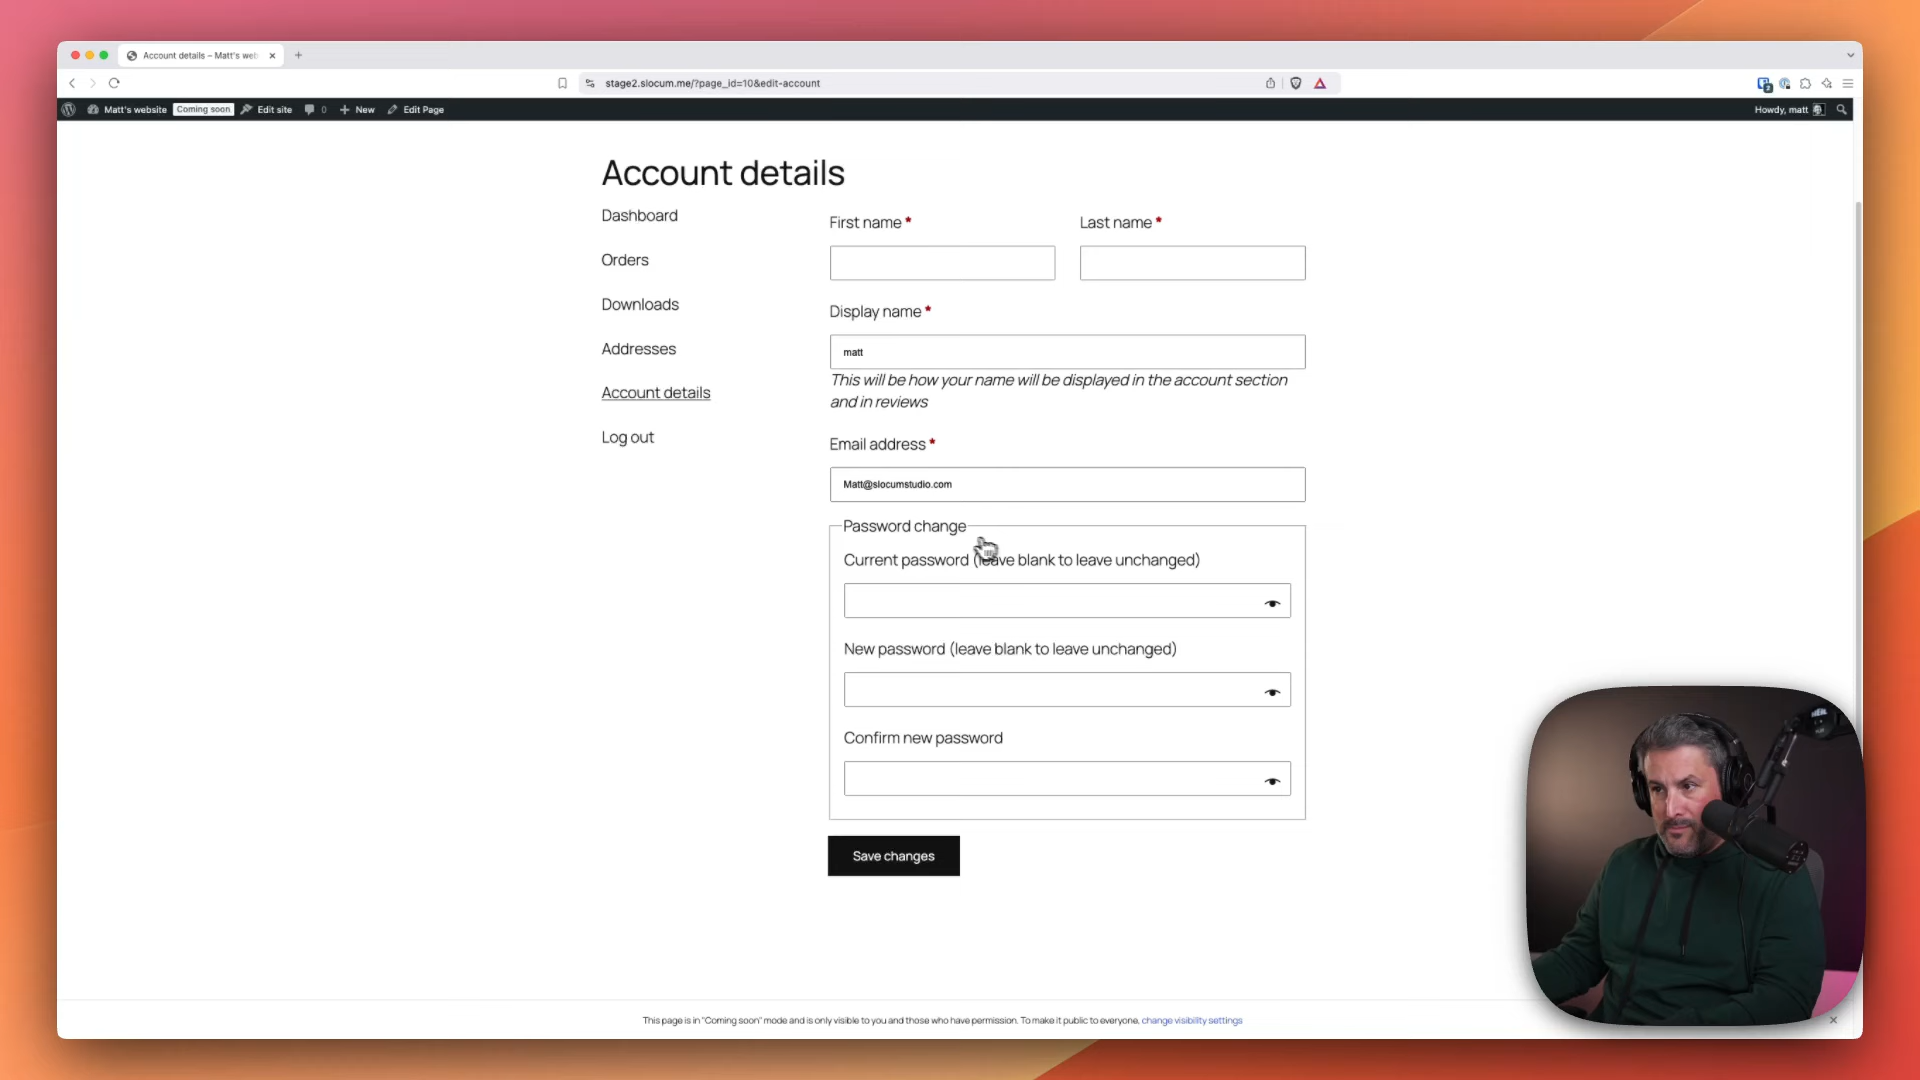 Account details – Matt's web
stage2.slocum.me/?page_id=10&edit-account
Matt's website Coming soon Edit site 0 New Edit Page Howdy, matt
Account details
Dashboard
Orders
Downloads
Addresses
Account details
Log out
First name * Last name *
Display name *
matt
This will be how your name will be displayed in the account section
and in reviews
Email address *
Matt@slocumstudio.com
Password change
Current password (leave blank to leave unchanged)
New password (leave blank to leave unchanged)
Confirm new password
Save changes
This page is in "Coming soon" mode and is only visible to you and those who have permission. To make it public to everyone, change visibility settings